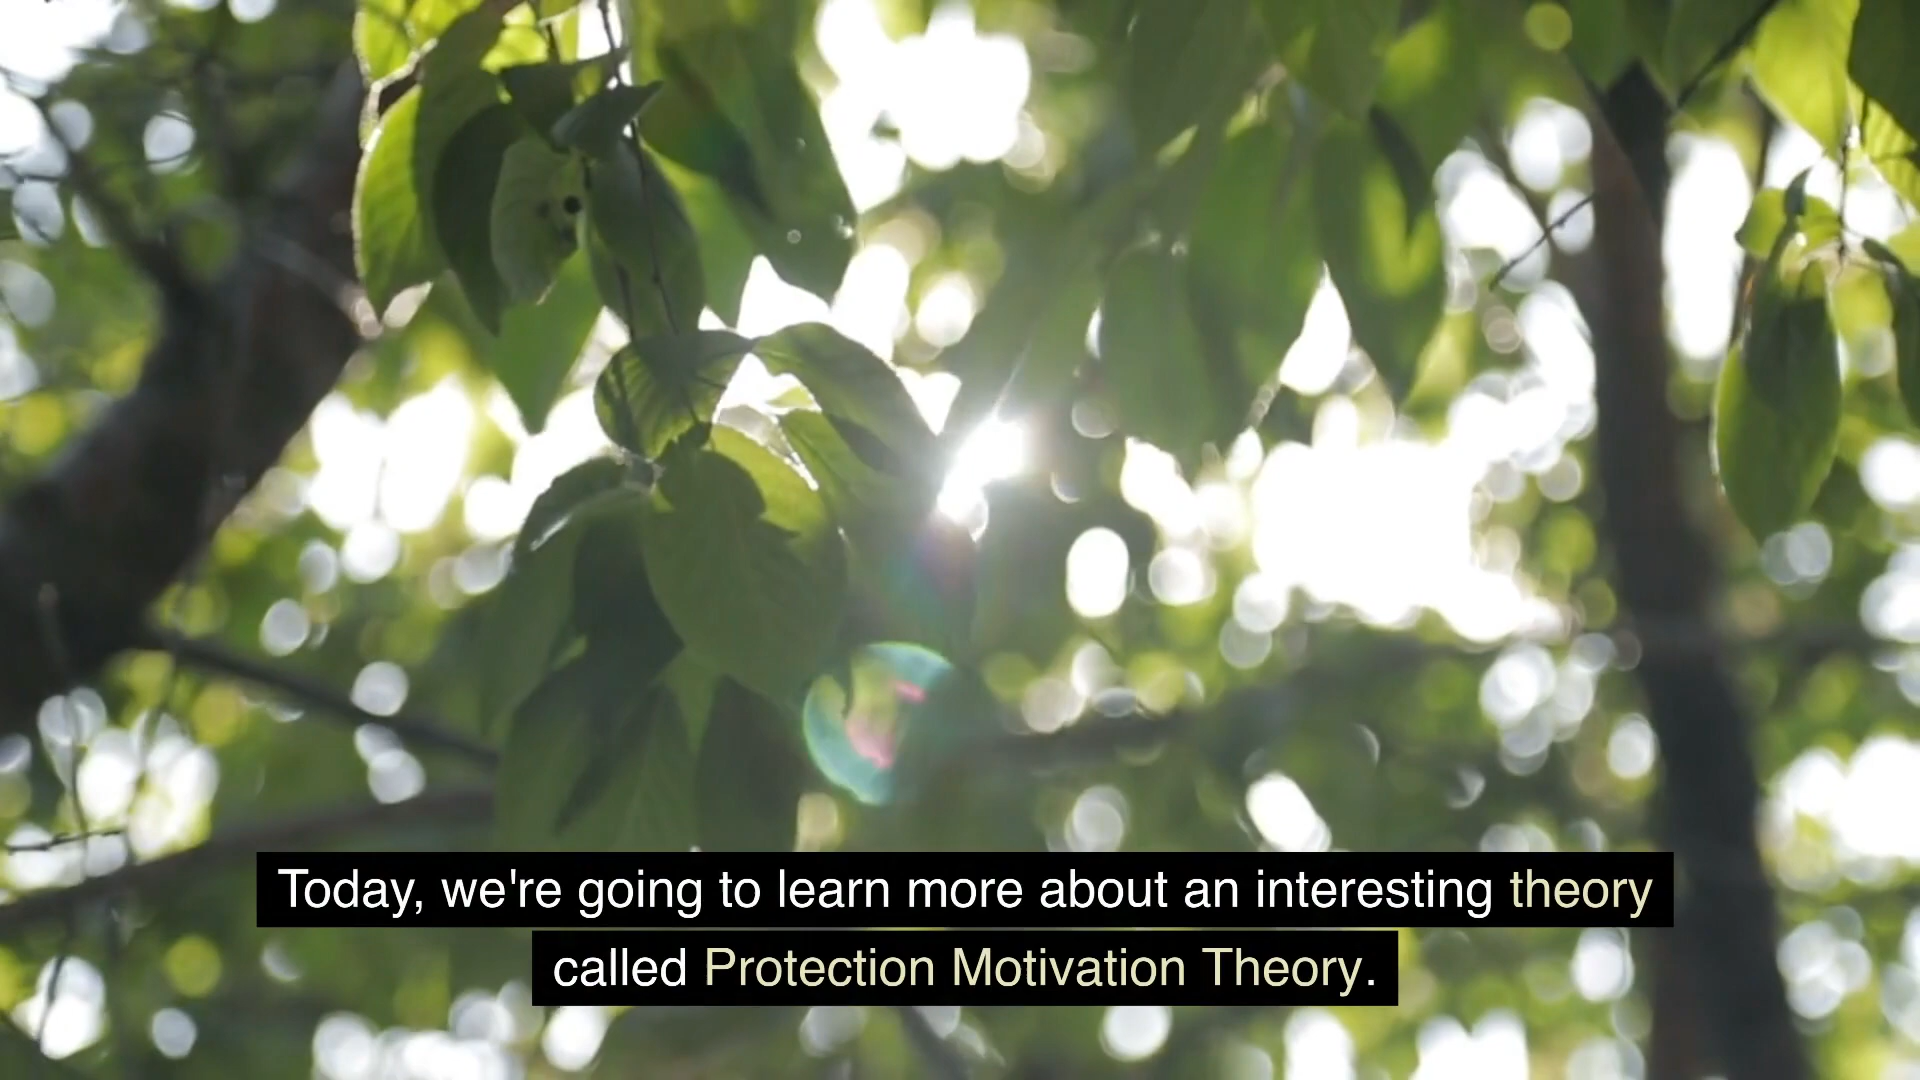 Today, we're going to learn more about an interesting theory
called Protection Motivation Theory.